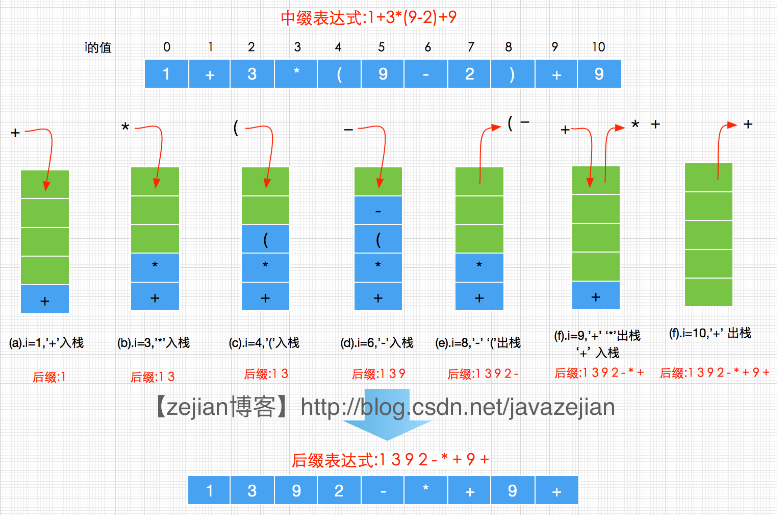 中缀表达式:1+3*(9-2)+9
i的值 0 1 2 3 4 5 6 7 8 9 10
1 + 3 * ( 9 - 2 ) + 9
+ * ( - ( - + * + +
-
( (
* * * *
+ + + + + +
(a).i=1,'+'入栈 (b).i=3,'*'入栈 (c).i=4,'('入栈 (d).i=6,'-'入栈 (e).i=8,'-' '('出栈 (f).i=9,'+' '*'出栈 (f).i=10,'+' 出栈
'+' 入栈
后缀:1 后缀:1 3 后缀:1 3 后缀:1 3 9 后缀:1 3 9 2 - 后缀:1 3 9 2 - * + 后缀:1 3 9 2 - * + 9 +
【zejian博客】http://blog.csdn.net/javazejian
后缀表达式:1 3 9 2 - * + 9 +
1 3 9 2 - * + 9 +